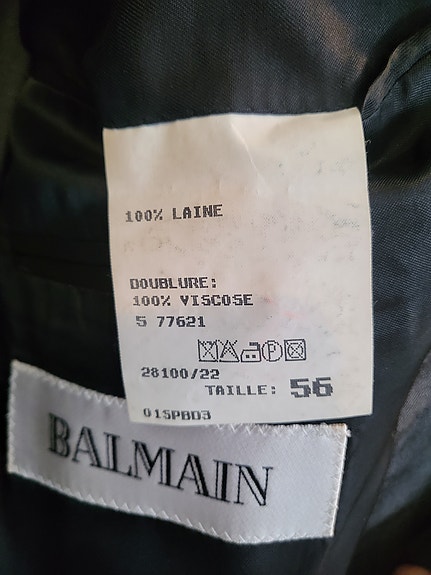 100% LAINE
DOUBLURE:
100% VISCOSE
5 77621
P
28100/22
TAILLE: 56
01SPBD3
BALMAIN